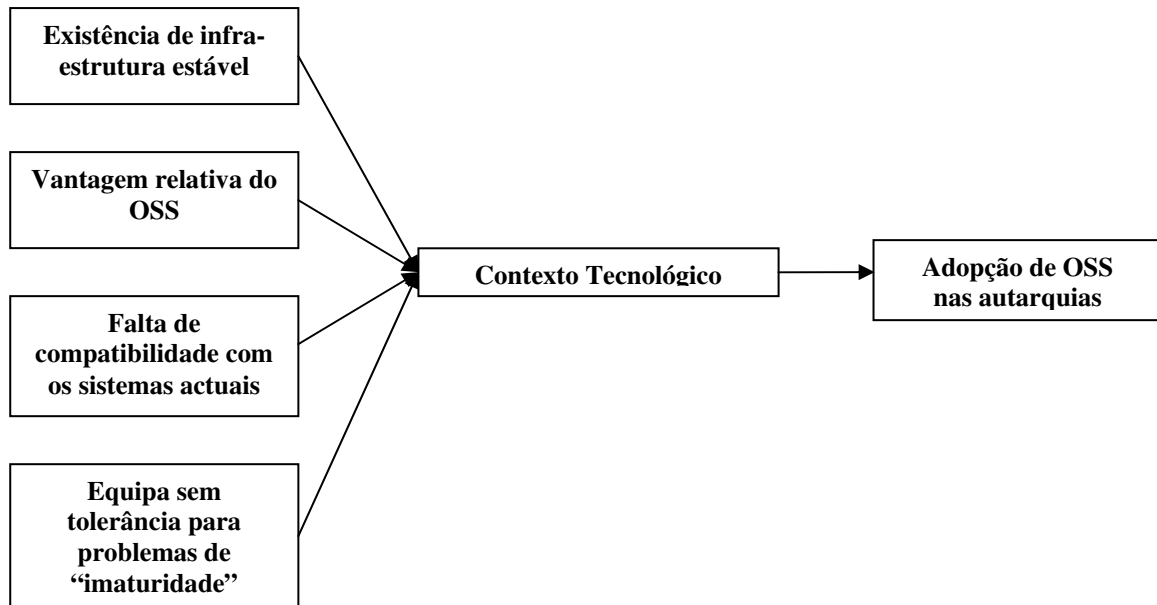 Existência de infra-
estrutura estável
Vantagem relativa do
OSS
Falta de
compatibilidade com
os sistemas actuais
Equipa sem
tolerância para
problemas de
“imaturidade”
Contexto Tecnológico
Adopção de OSS
nas autarquias